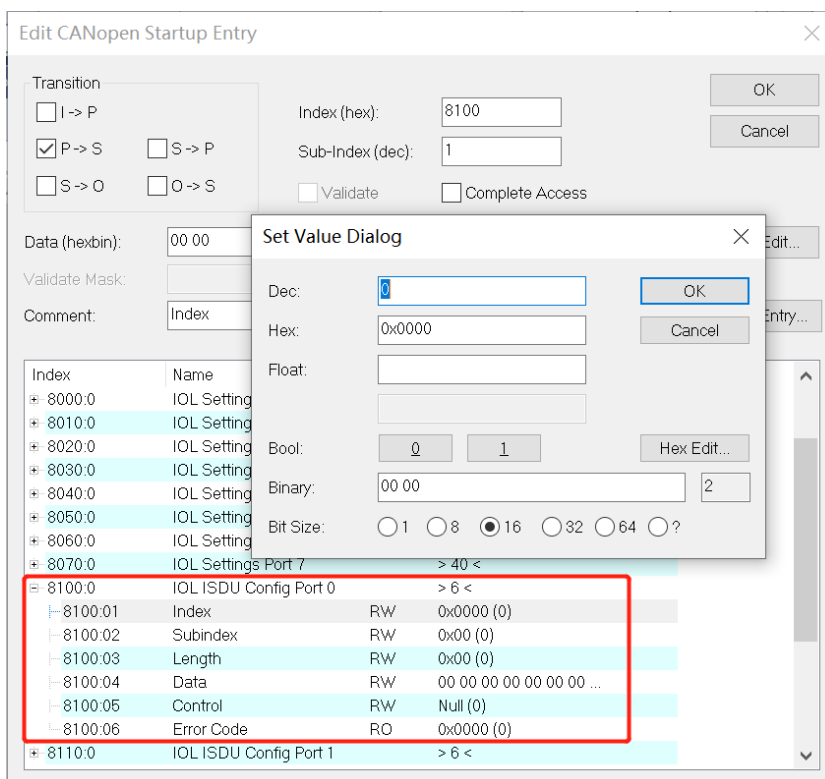 Edit CANopen Startup Entry
Transition
I -> P
P -> S
S -> P
S -> O
O -> S
Index (hex):
8100
Sub-Index (dec):
1
Validate
Complete Access
OK
Cancel
Data (hexbin):
00 00
Edit...
Validate Mask:
Comment:
Index
Entry...
Set Value Dialog
Dec:
0
OK
Hex:
0x0000
Cancel
Float:
Bool:
0
1
Hex Edit...
Binary:
00 00
2
Bit Size:
1
8
16
32
64
?
Index Name
8000:0 IOL Setting
8010:0 IOL Setting
8020:0 IOL Setting
8030:0 IOL Setting
8040:0 IOL Setting
8050:0 IOL Setting
8060:0 IOL Setting
8070:0 IOL Settings Port 7 > 40 <
8100:0 IOL ISDU Config Port 0 > 6 <
8100:01 Index RW 0x0000 (0)
8100:02 Subindex RW 0x00 (0)
8100:03 Length RW 0x00 (0)
8100:04 Data RW 00 00 00 00 00 00 00 ...
8100:05 Control RW Null (0)
8100:06 Error Code RO 0x0000 (0)
8110:0 IOL ISDU Config Port 1 > 6 <